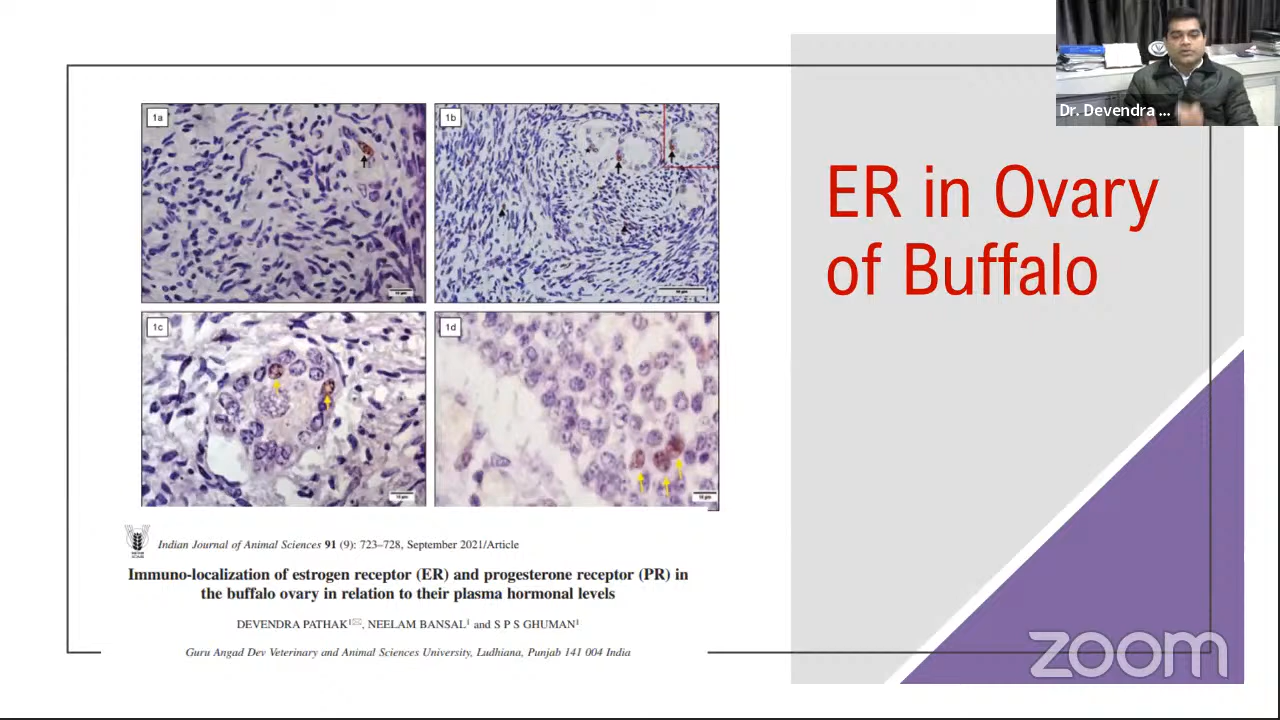 1a
1b
1c
1d
Indian Journal of Animal Sciences 91 (9): 723–728, September 2021/Article
Immuno-localization of estrogen receptor (ER) and progesterone receptor (PR) in
the buffalo ovary in relation to their plasma hormonal levels
DEVENDRA PATHAK1✉, NEELAM BANSAL1 and S P S GHUMAN1
Guru Angad Dev Veterinary and Animal Sciences University, Ludhiana, Punjab 141 004 India
ER in Ovary
of Buffalo
Dr. Devendra ...
zoom